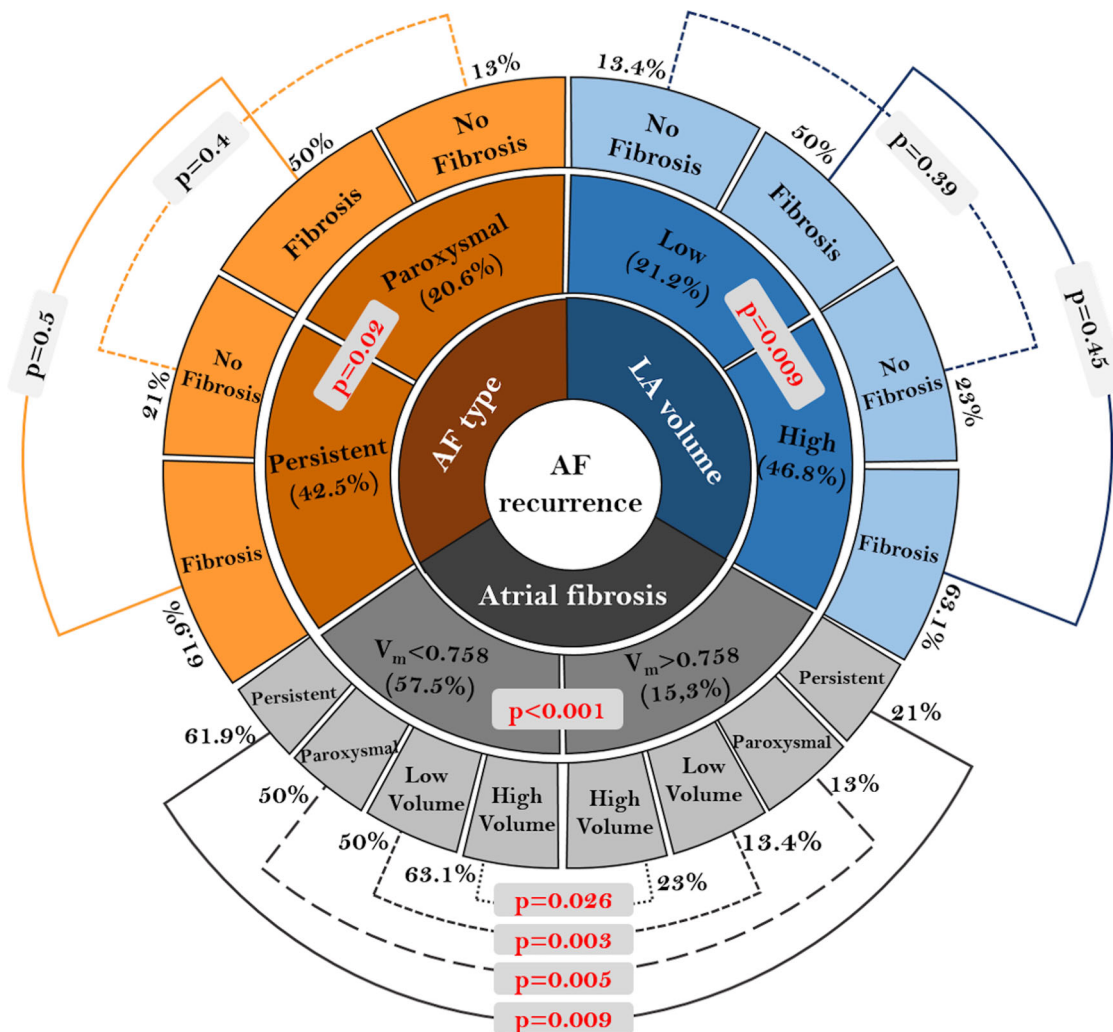 13%
13.4%
No
Fibrosis
No
Fibrosis
p=0.4
50%
Fibrosis
50%
Fibrosis
p=0.39
Paroxysmal
(20.6%)
Low
(21.2%)
p=0.5
p=0.02
p=0.009
p=0.45
21%
No
Fibrosis
No
Fibrosis
23%
AF type
LA volume
Persistent
(42.5%)
High
(46.8%)
AF
recurrence
Fibrosis
61.9%
Fibrosis
63.1%
Atrial fibrosis
Vm<0.758
(57.5%)
Vm>0.758
(15,3%)
p<0.001
Persistent
61.9%
Paroxysmal
50%
Low
Volume
50%
High
Volume
63.1%
High
Volume
23%
Low
Volume
13.4%
Paroxysmal
13%
Persistent
21%
p=0.026
p=0.003
p=0.005
p=0.009